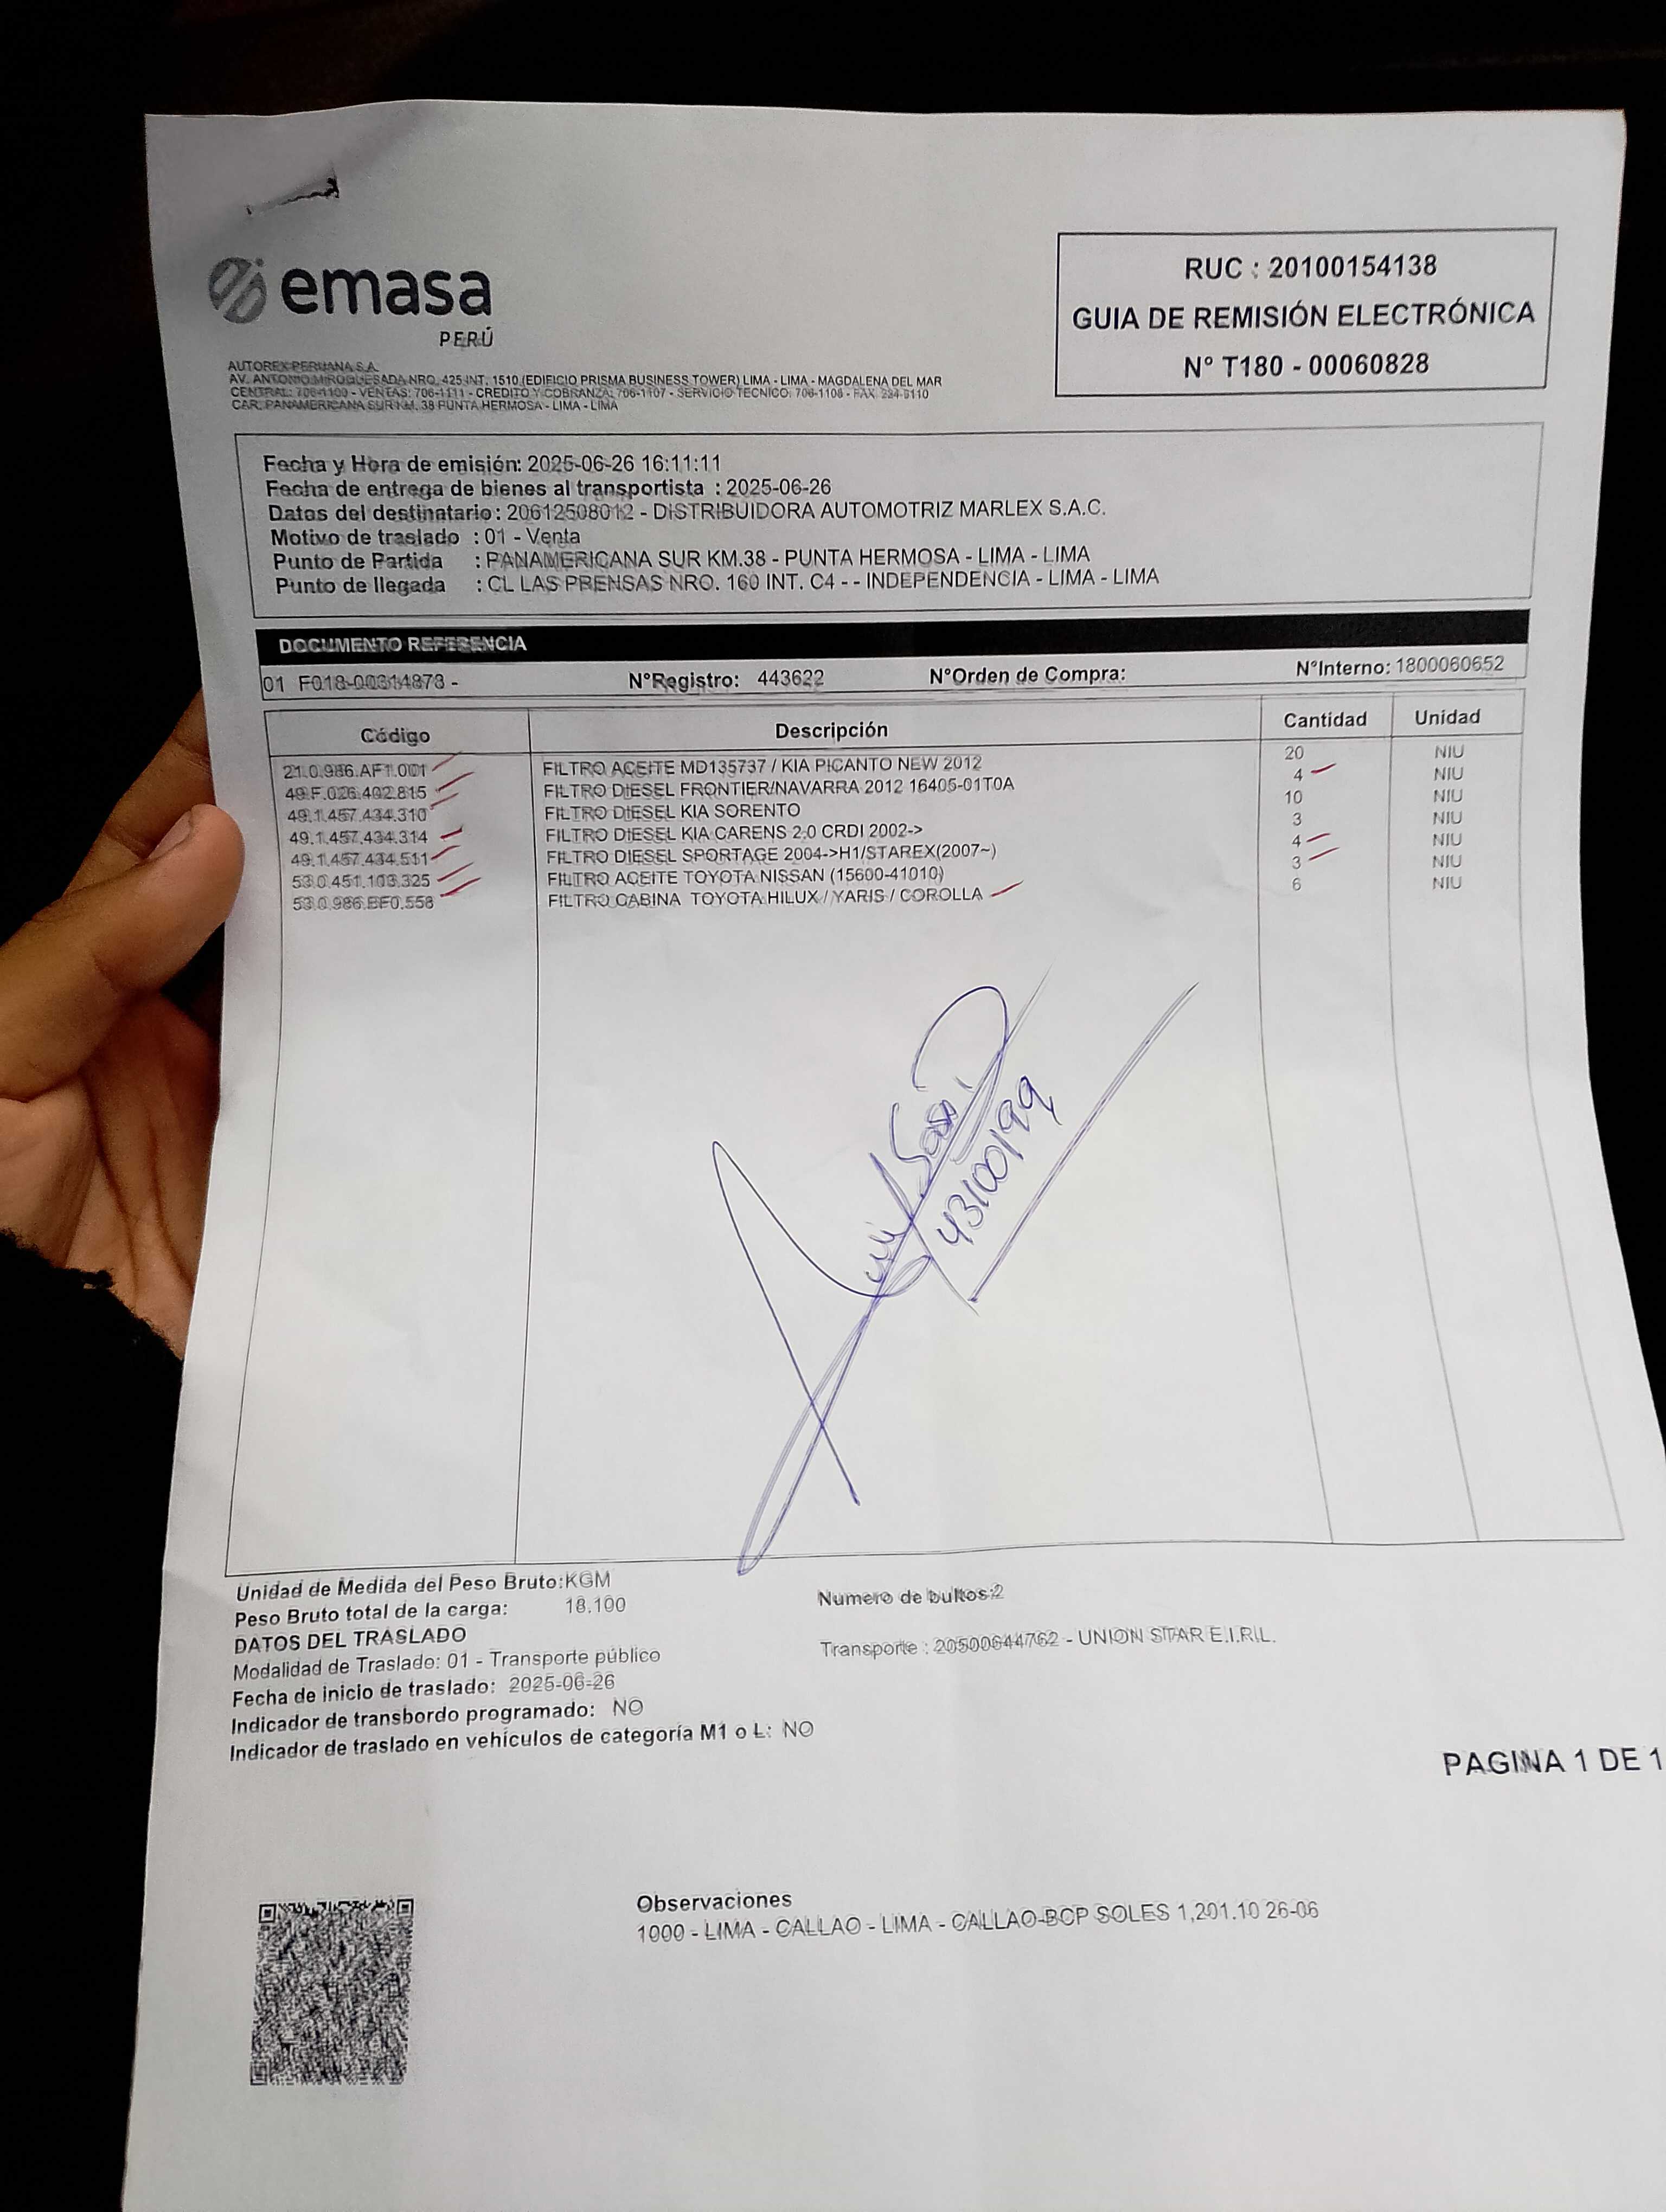 emasa
PERÚ
RUC : 20100154138
GUIA DE REMISIÓN ELECTRÓNICA
N° T180 - 00060828
AUTOREX PERUANA S.A.
AV. ANTONIO MIROQUESADA NRO. 425 INT. 1510 (EDIFICIO PRISMA BUSINESS TOWER) LIMA - LIMA - MAGDALENA DEL MAR
CENTRAL: 706-1100 - VENTAS: 706-1111 - CREDITO Y COBRANZA: 706-1107 - SERVICIO TECNICO: 706-1108 - FAX
CAR. PANAMERICANA SUR KM. 38 PUNTA HERMOSA - LIMA - LIMA
Fecha y Hora de emisión: 2025-06-26 16:11:11
Fecha de entrega de bienes al transportista : 2025-06-26
Datos del destinatario : 20612508012 - DISTRIBUIDORA AUTOMOTRIZ MARLEX S.A.C.
Motivo de traslado : 01 - Venta
Punto de Partida : PANAMERICANA SUR KM.38 - PUNTA HERMOSA - LIMA - LIMA
Punto de llegada : CL LAS PRENSAS NRO. 160 INT. C4 - - INDEPENDENCIA - LIMA - LIMA
DOCUMENTO REFERENCIA
01 F018-00314873 - N°Registro: 443622 N°Orden de Compra: N°Interno: 1800060652
Código Descripción Cantidad Unidad
21.0.986.AF1.001 FILTRO ACEITE MD135737 / KIA PICANTO NEW 2012 20 NIU
49.F.026.402.815 FILTRO DIESEL FRONTIER/NAVARRA 2012 16405-01T0A 4 NIU
49.1.457.434.310 FILTRO DIESEL KIA SORENTO 10 NIU
49.1.457.434.314 FILTRO DIESEL KIA CARENS 2.0 CRDI 2002-> 3 NIU
49.1.457.434.511 FILTRO DIESEL SPORTAGE 2004->H1/STAREX(2007~) 4 NIU
53.0.451.103.325 FILTRO ACEITE TOYOTA NISSAN (15600-41010) 3 NIU
53.0.986.BF0.558 FILTRO CABINA TOYOTA HILUX / YARIS / COROLLA 6 NIU
43100199
Unidad de Medida del Peso Bruto:KGM
Peso Bruto total de la carga: 18.100
Numero de bultos:2
DATOS DEL TRASLADO
Modalidad de Traslado: 01 - Transporte público
Transporte : 20500644762 - UNION STAR E.I.R.L.
Fecha de inicio de traslado: 2025-06-26
Indicador de transbordo programado: NO
Indicador de traslado en vehículos de categoría M1 o L: NO
PAGINA 1 DE 1
Observaciones
1000 - LIMA - CALLAO - LIMA - CALLAO-BCP SOLES 1,201.10 26-06